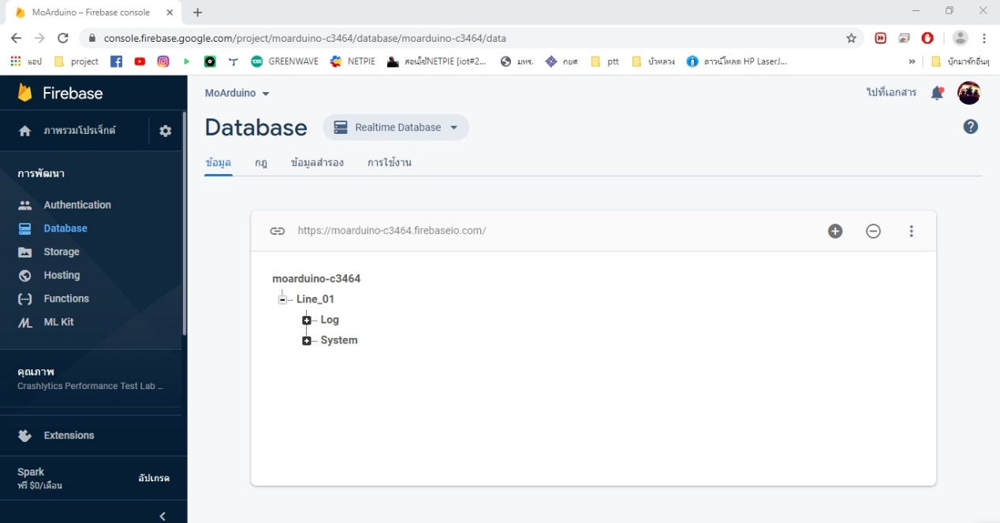 MoArduino – Firebase console
console.firebase.google.com/project/moarduino-c3464/database/moarduino-c3464/data
แอป project GREENWAVE NETPIE สอนใช้NETPIE [iot#2... มทร. กยศ ptt บัวหลวง ดาวน์โหลด HP LaserJ... » บุ๊กมาร์กอื่นๆ
Firebase
MoArduino
ไปที่เอกสาร
ภาพรวมโปรเจ็กต์
Database
Realtime Database
ข้อมูล กฎ ข้อมูลสำรอง การใช้งาน
การพัฒนา
Authentication
Database
Storage
Hosting
Functions
ML Kit
คุณภาพ
Crashlytics Performance Test Lab ...
Extensions
Spark
ฟรี $0/เดือน
อัปเกรด
https://moarduino-c3464.firebaseio.com/
moarduino-c3464
Line_01
Log
System